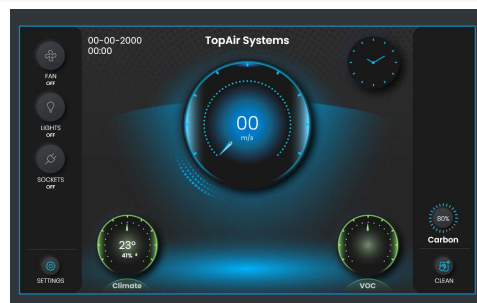 00-00-2000
00:00
TopAir Systems
FAN
OFF
LIGHTS
OFF
SOCKETS
OFF
SETTINGS
00
m/s
23°
41%
Climate
VOC
80%
Carbon
CLEAN